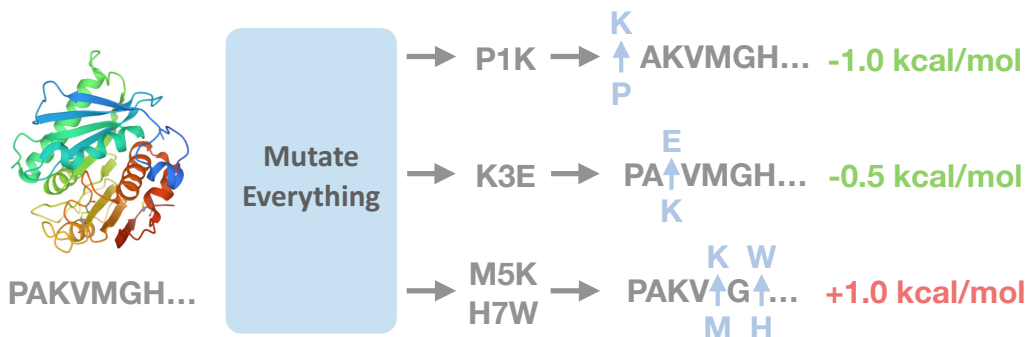 PAKVMGH...
Mutate
Everything
P1K
K
AKVMGH...
P
-1.0 kcal/mol
K3E
E
PA VMGH...
K
-0.5 kcal/mol
M5K
H7W
K W
PAKV G ...
M H
+1.0 kcal/mol